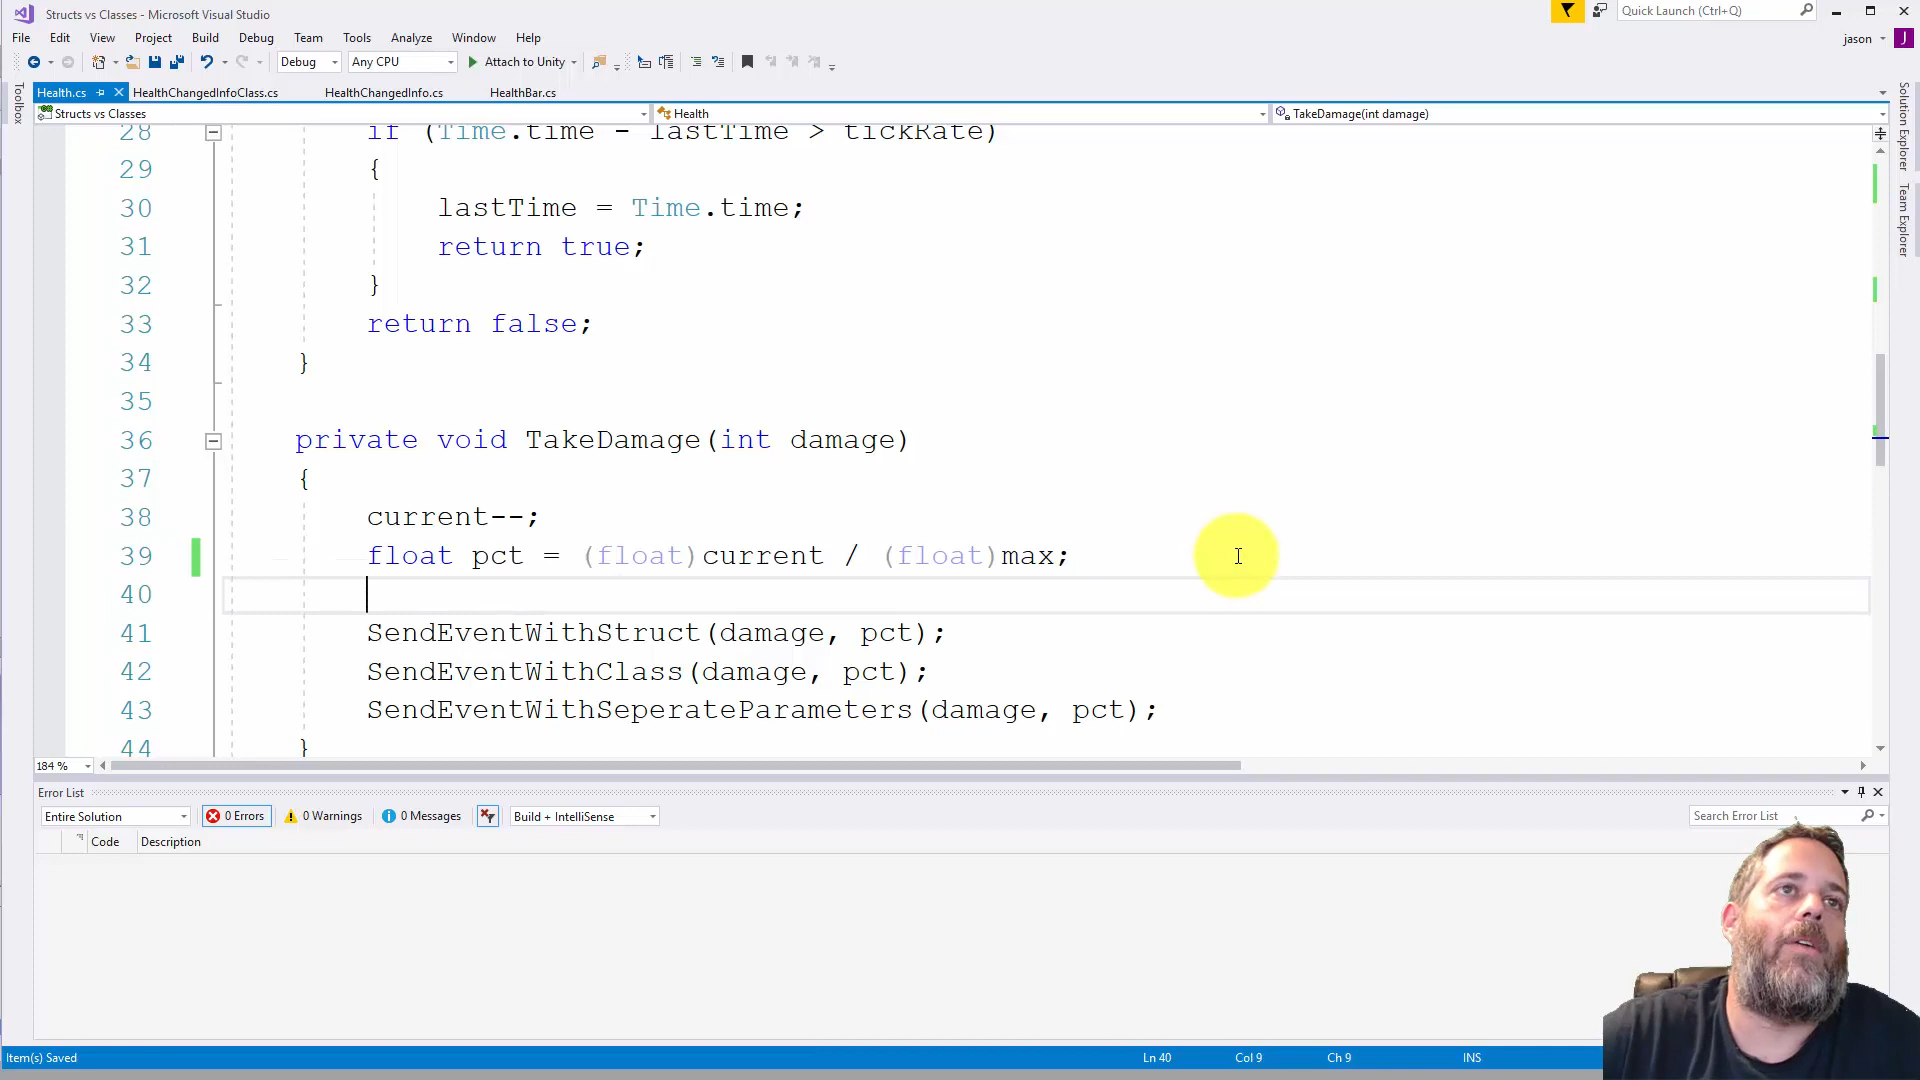 Structs vs Classes - Microsoft Visual Studio
Quick Launch (Ctrl+Q)
File Edit View Project Build Debug Team Tools Analyze Window Help
jason J
Debug Any CPU Attach to Unity
Health.cs HealthChangedInfoClass.cs HealthChangedInfo.cs HealthBar.cs
Structs vs Classes Health TakeDamage(int damage)
Toolbox
Solution Explorer
Team Explorer
28 if (Time.time - lastTime > tickRate)
29 {
30 lastTime = Time.time;
31 return true;
32 }
33 return false;
34 }
35
36 private void TakeDamage(int damage)
37 {
38 current--;
39 float pct = (float)current / (float)max;
40
41 SendEventWithStruct(damage, pct);
42 SendEventWithClass(damage, pct);
43 SendEventWithSeperateParameters(damage, pct);
44 }
184 %
Error List
Entire Solution 0 Errors 0 Warnings 0 Messages Build + IntelliSense Search Error List
Code Description
Item(s) Saved Ln 40 Col 9 Ch 9 INS